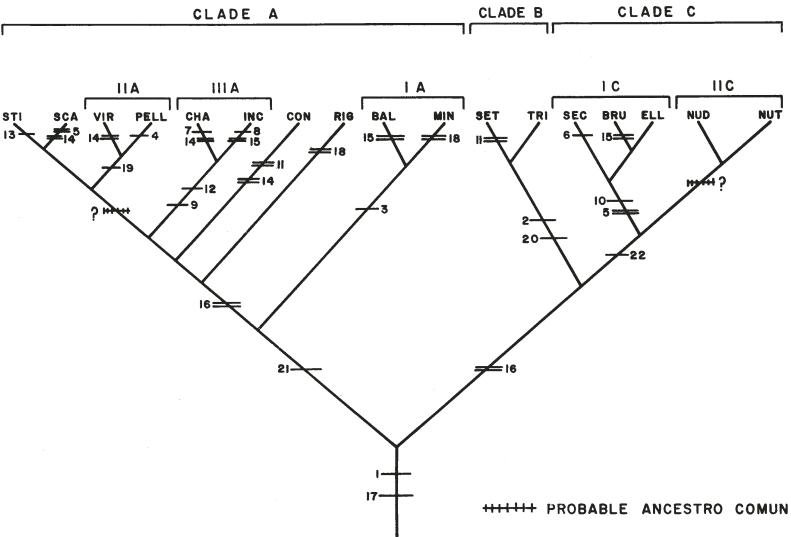 CLADE A CLADE B CLADE C
IIA IIIA IA IC IIC
STI SCA VIR PELL CHA INC CON RIG BAL MIN SET TRI SEC BRU ELL NUD NUT
13 5 14 14 4 7 14 8 15 15 18 11 6 15
18
11
19 14 ?
12
9 3 10
? 5
2
20
22
16
21 16
1
17
PROBABLE ANCESTRO COMUN